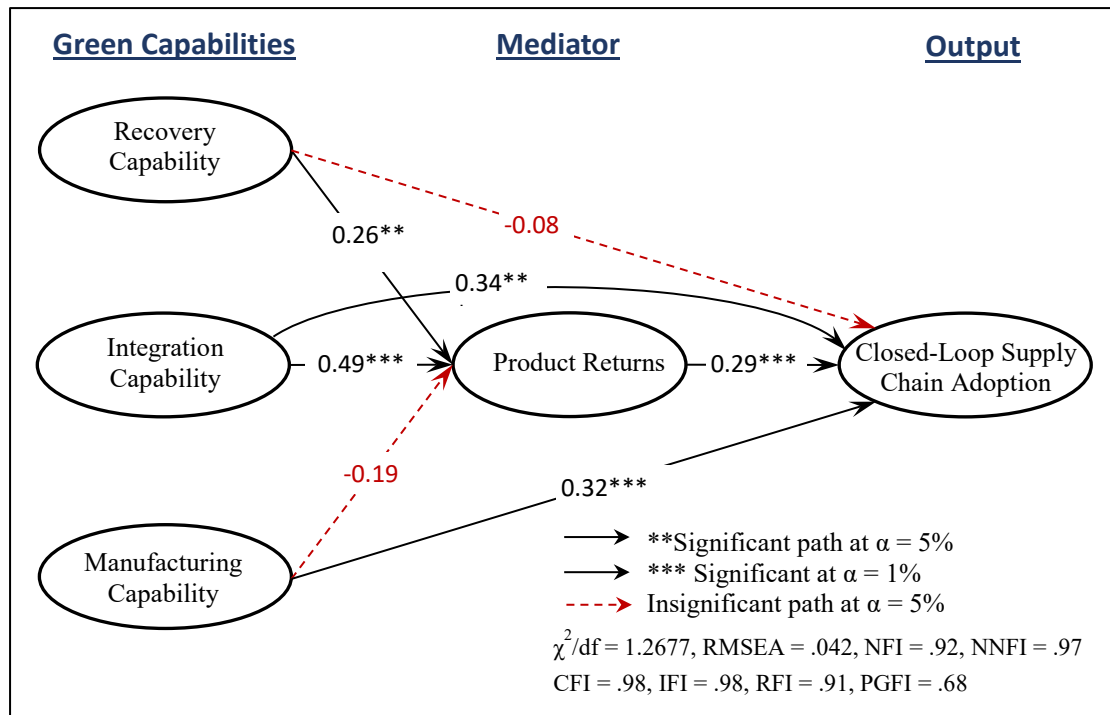 Green Capabilities
Mediator
Output
Recovery
Capability
-0.08
0.26**
0.34**
Integration
Capability
0.49***
Product Returns
0.29***
Closed-Loop Supply
Chain Adoption
-0.19
0.32***
Manufacturing
Capability
**Significant path at α = 5%
*** Significant at α = 1%
Insignificant path at α = 5%
χ²/df = 1.2677, RMSEA = .042, NFI = .92, NNFI = .97
CFI = .98, IFI = .98, RFI = .91, PGFI = .68